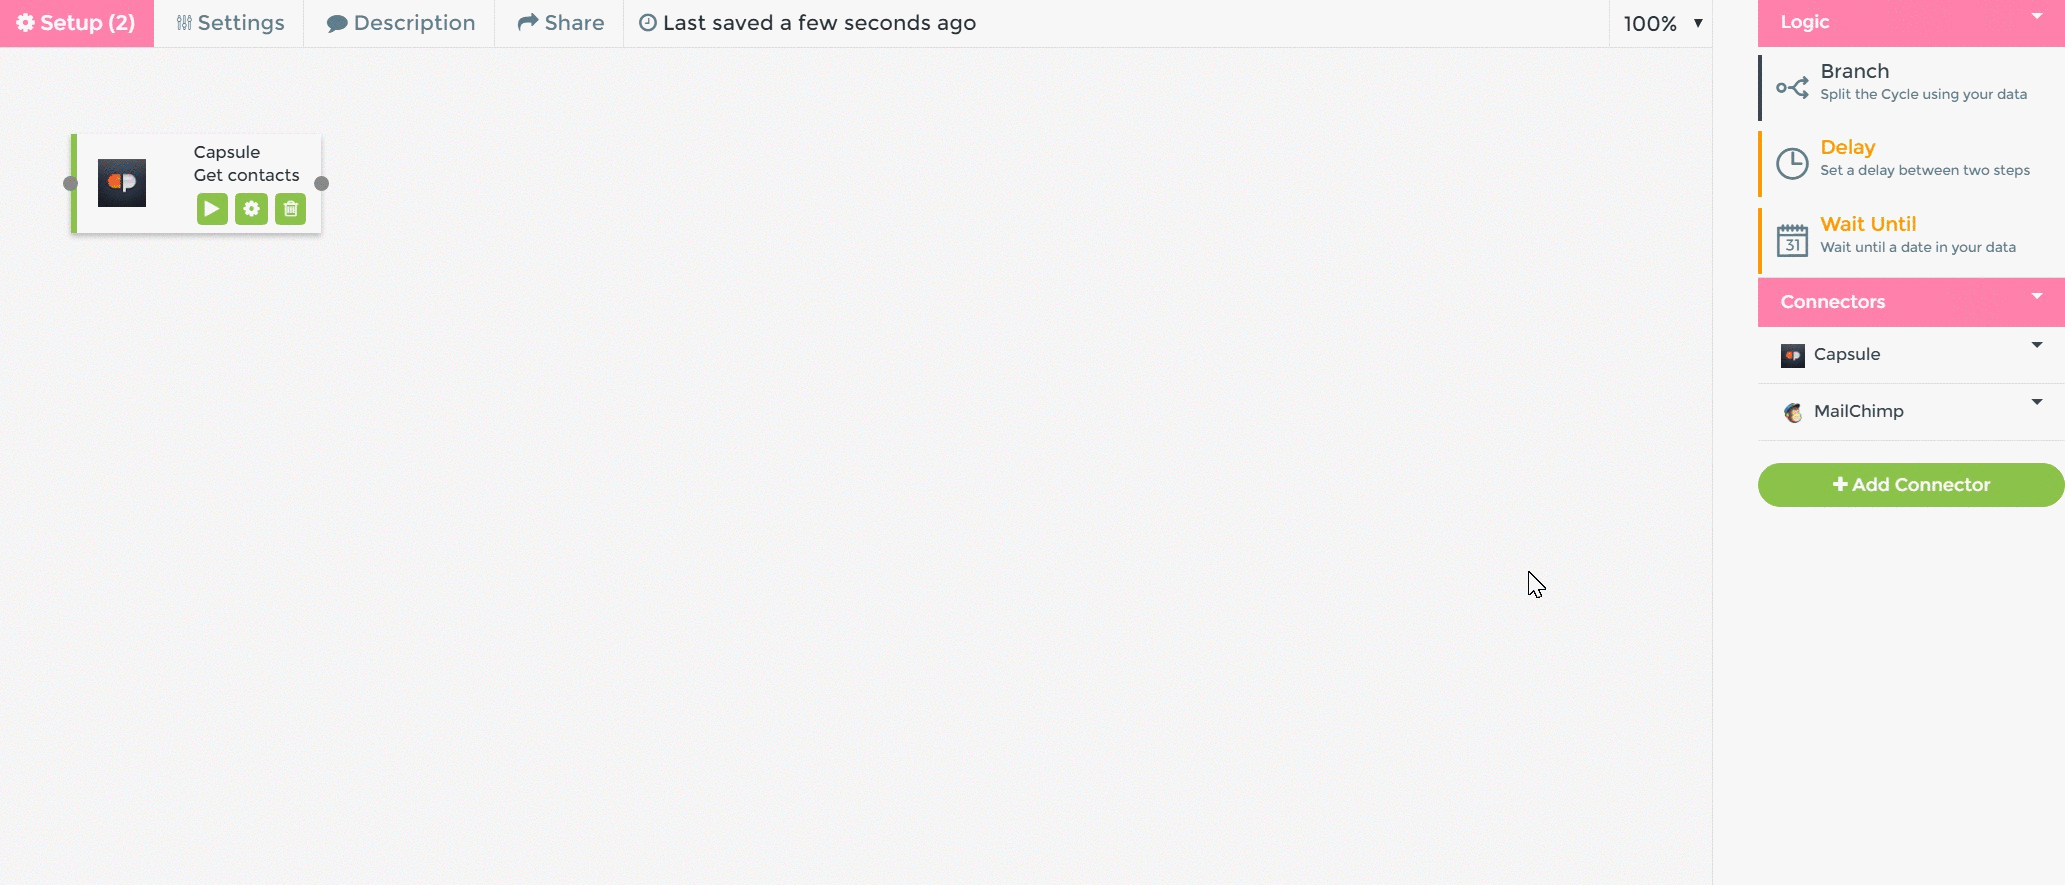 Setup (2)
Settings
Description
Share
Last saved a few seconds ago
100%
Capsule
Get contacts
Logic
Branch
Split the Cycle using your data
Delay
Set a delay between two steps
Wait Until
31
Wait until a date in your data
Connectors
Capsule
MailChimp
Add Connector